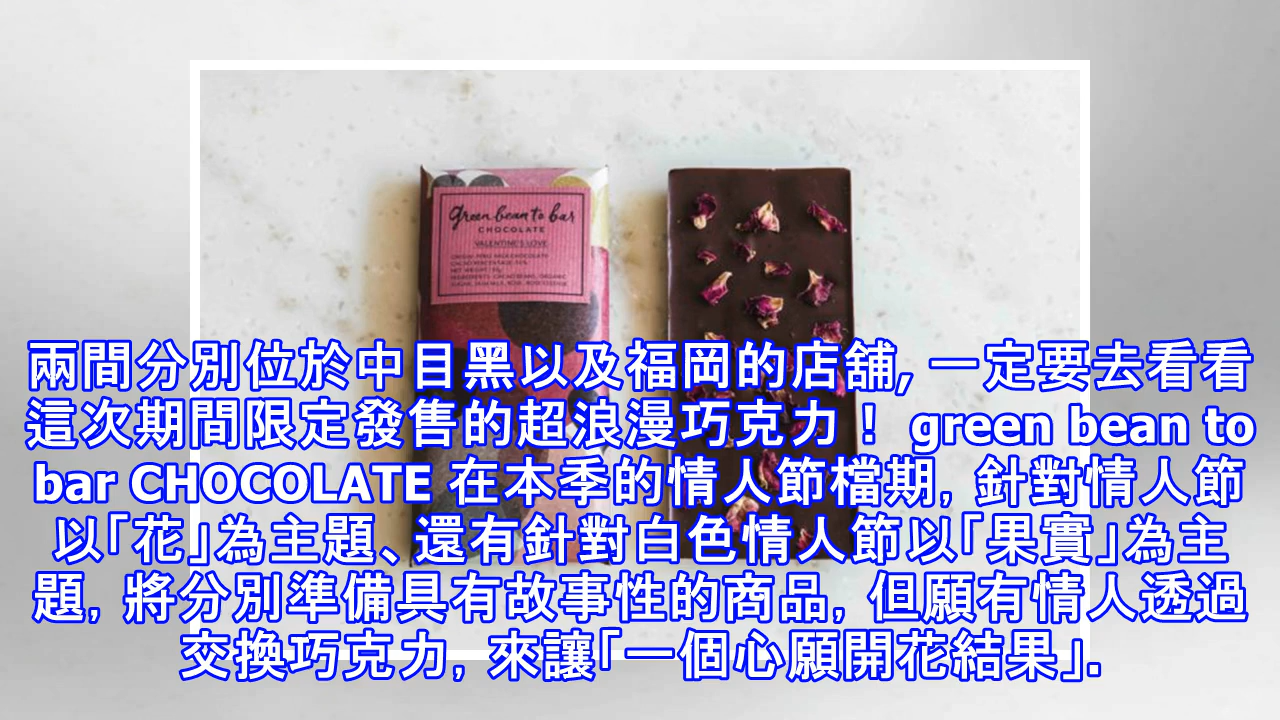 green bean to bar
CHOCOLATE
VALENTINE'S LOVE
兩間分別位於中目黑以及福岡的店舖, 一定要去看看
這次期間限定發售的超浪漫巧克力！ green bean to
bar CHOCOLATE 在本季的情人節檔期, 針對情人節
以「花」為主題、還有針對白色情人節以「果實」為主
題, 將分別準備具有故事性的商品, 但願有情人透過
交換巧克力, 來讓「一個心願開花結果」.